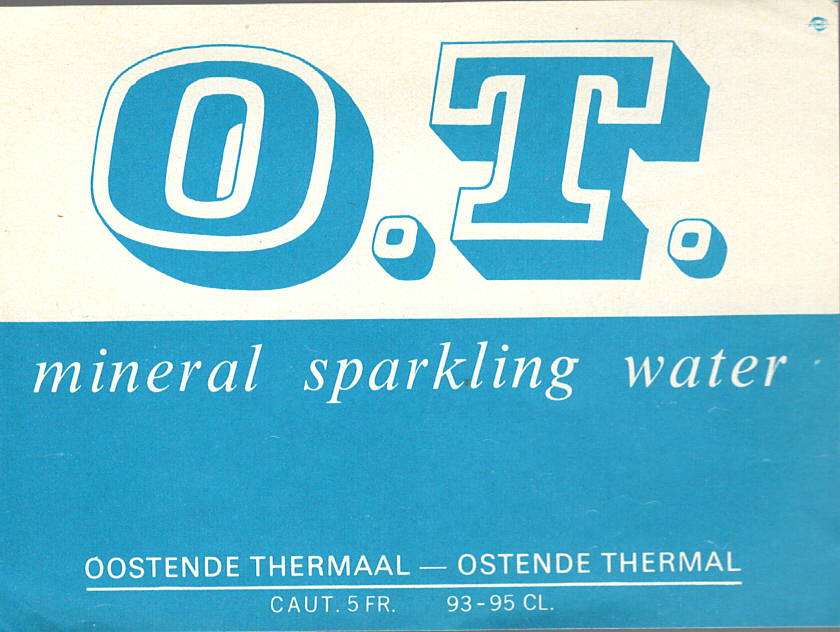 O.T.
mineral sparkling water
OOSTENDE THERMAAL — OSTENDE THERMAL
CAUT. 5 FR. 93-95 CL.